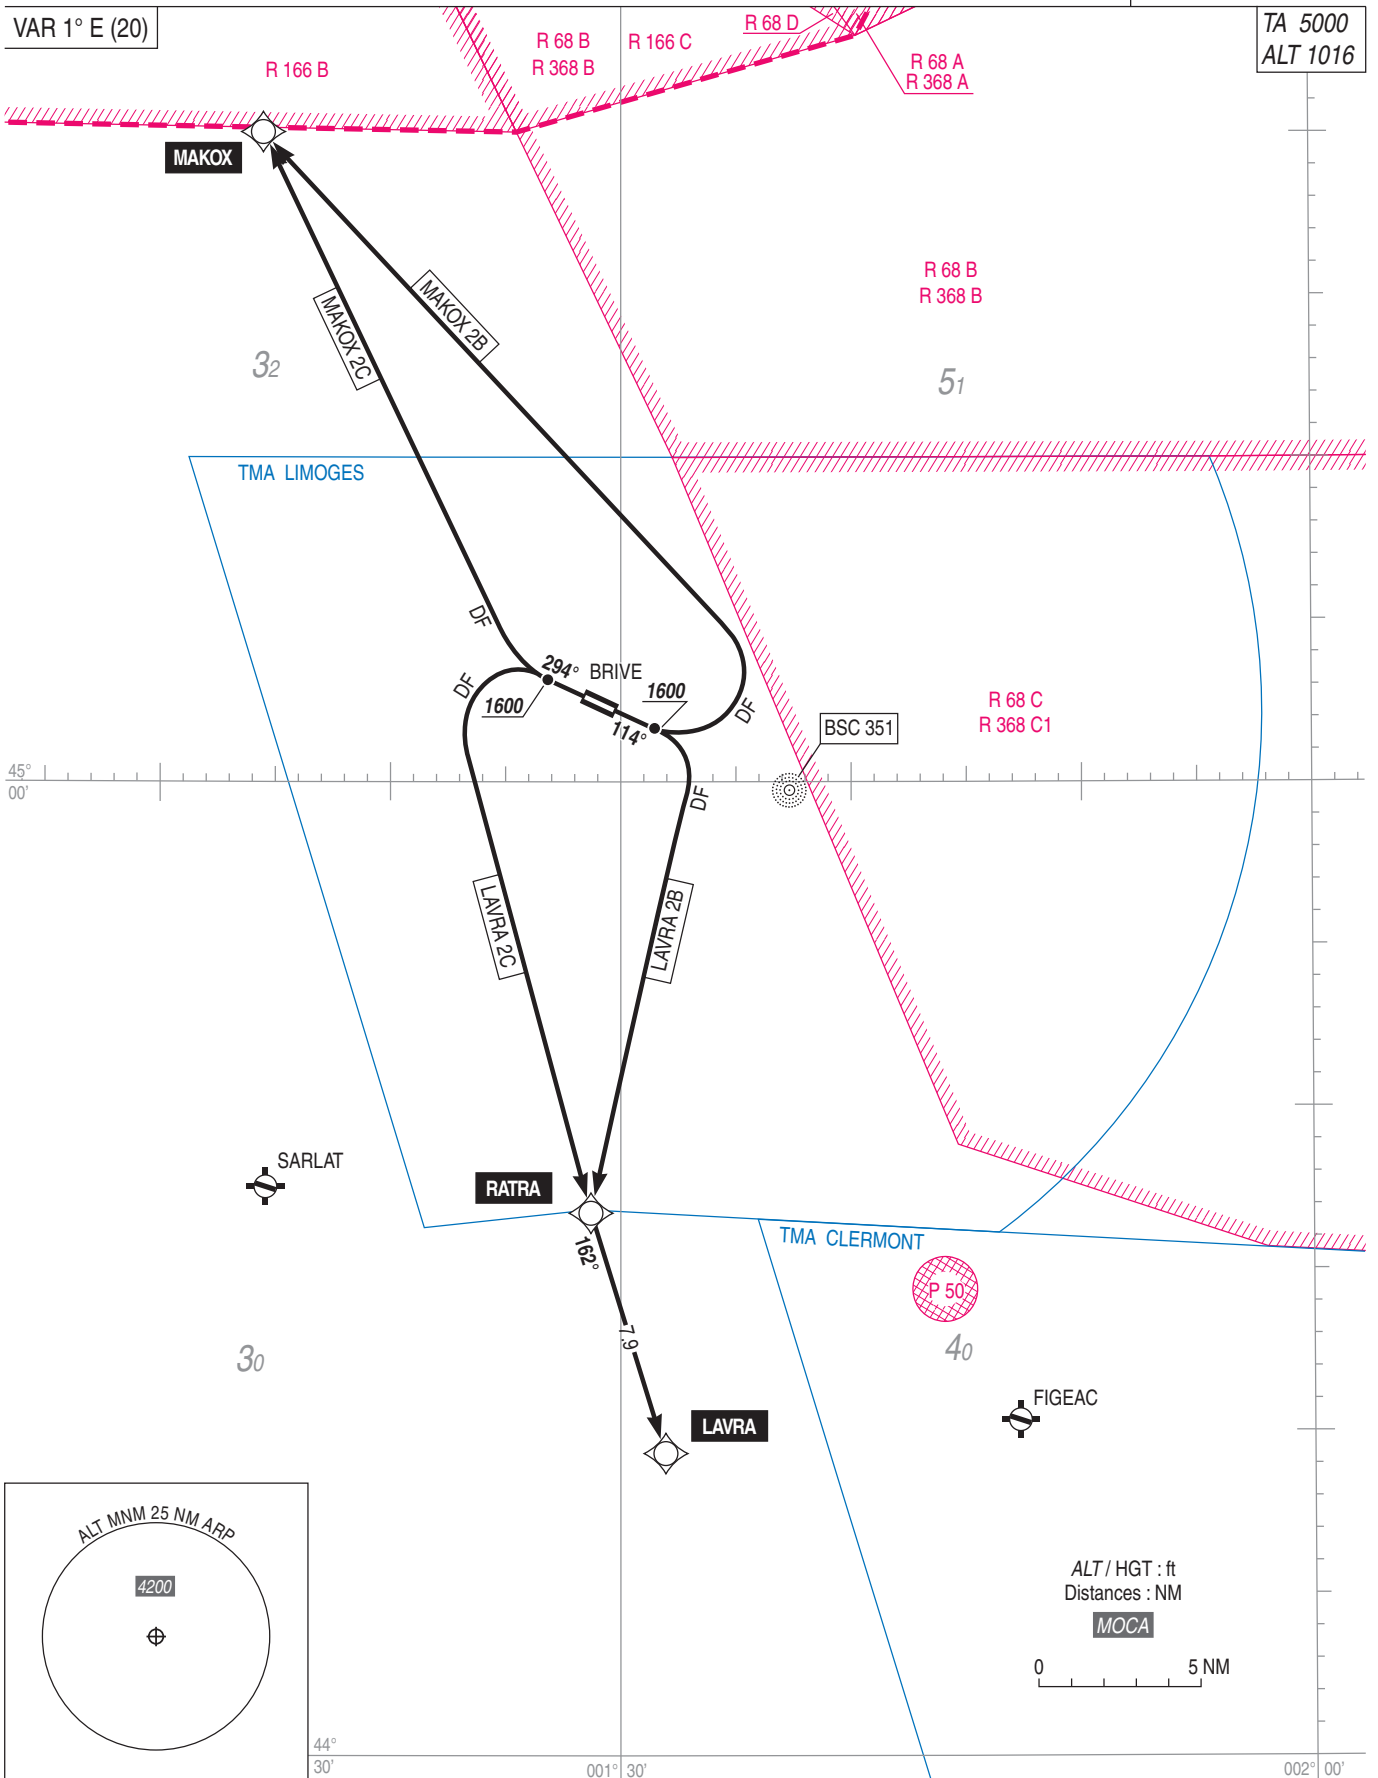 VAR 1° E (20)
TA 5000
ALT 1016
R 68 D
R 68 B
R 368 B
R 166 C
R 166 B
R 68 A
R 368 A
MAKOX
R 68 B
R 368 B
MAKOX 2C
MAKOX 2B
32
51
TMA LIMOGES
DF
294°
BRIVE
DF
1600
1600
114°
DF
R 68 C
R 368 C1
BSC 351
45°
00'
DF
LAVRA 2C
LAVRA 2B
SARLAT
RATRA
162°
TMA CLERMONT
P 50
7.9
30
40
FIGEAC
LAVRA
ALT MNM 25 NM ARP
4200
ALT / HGT : ft
Distances : NM
MOCA
0 5 NM
44°
30'
001° 30'
002° 00'